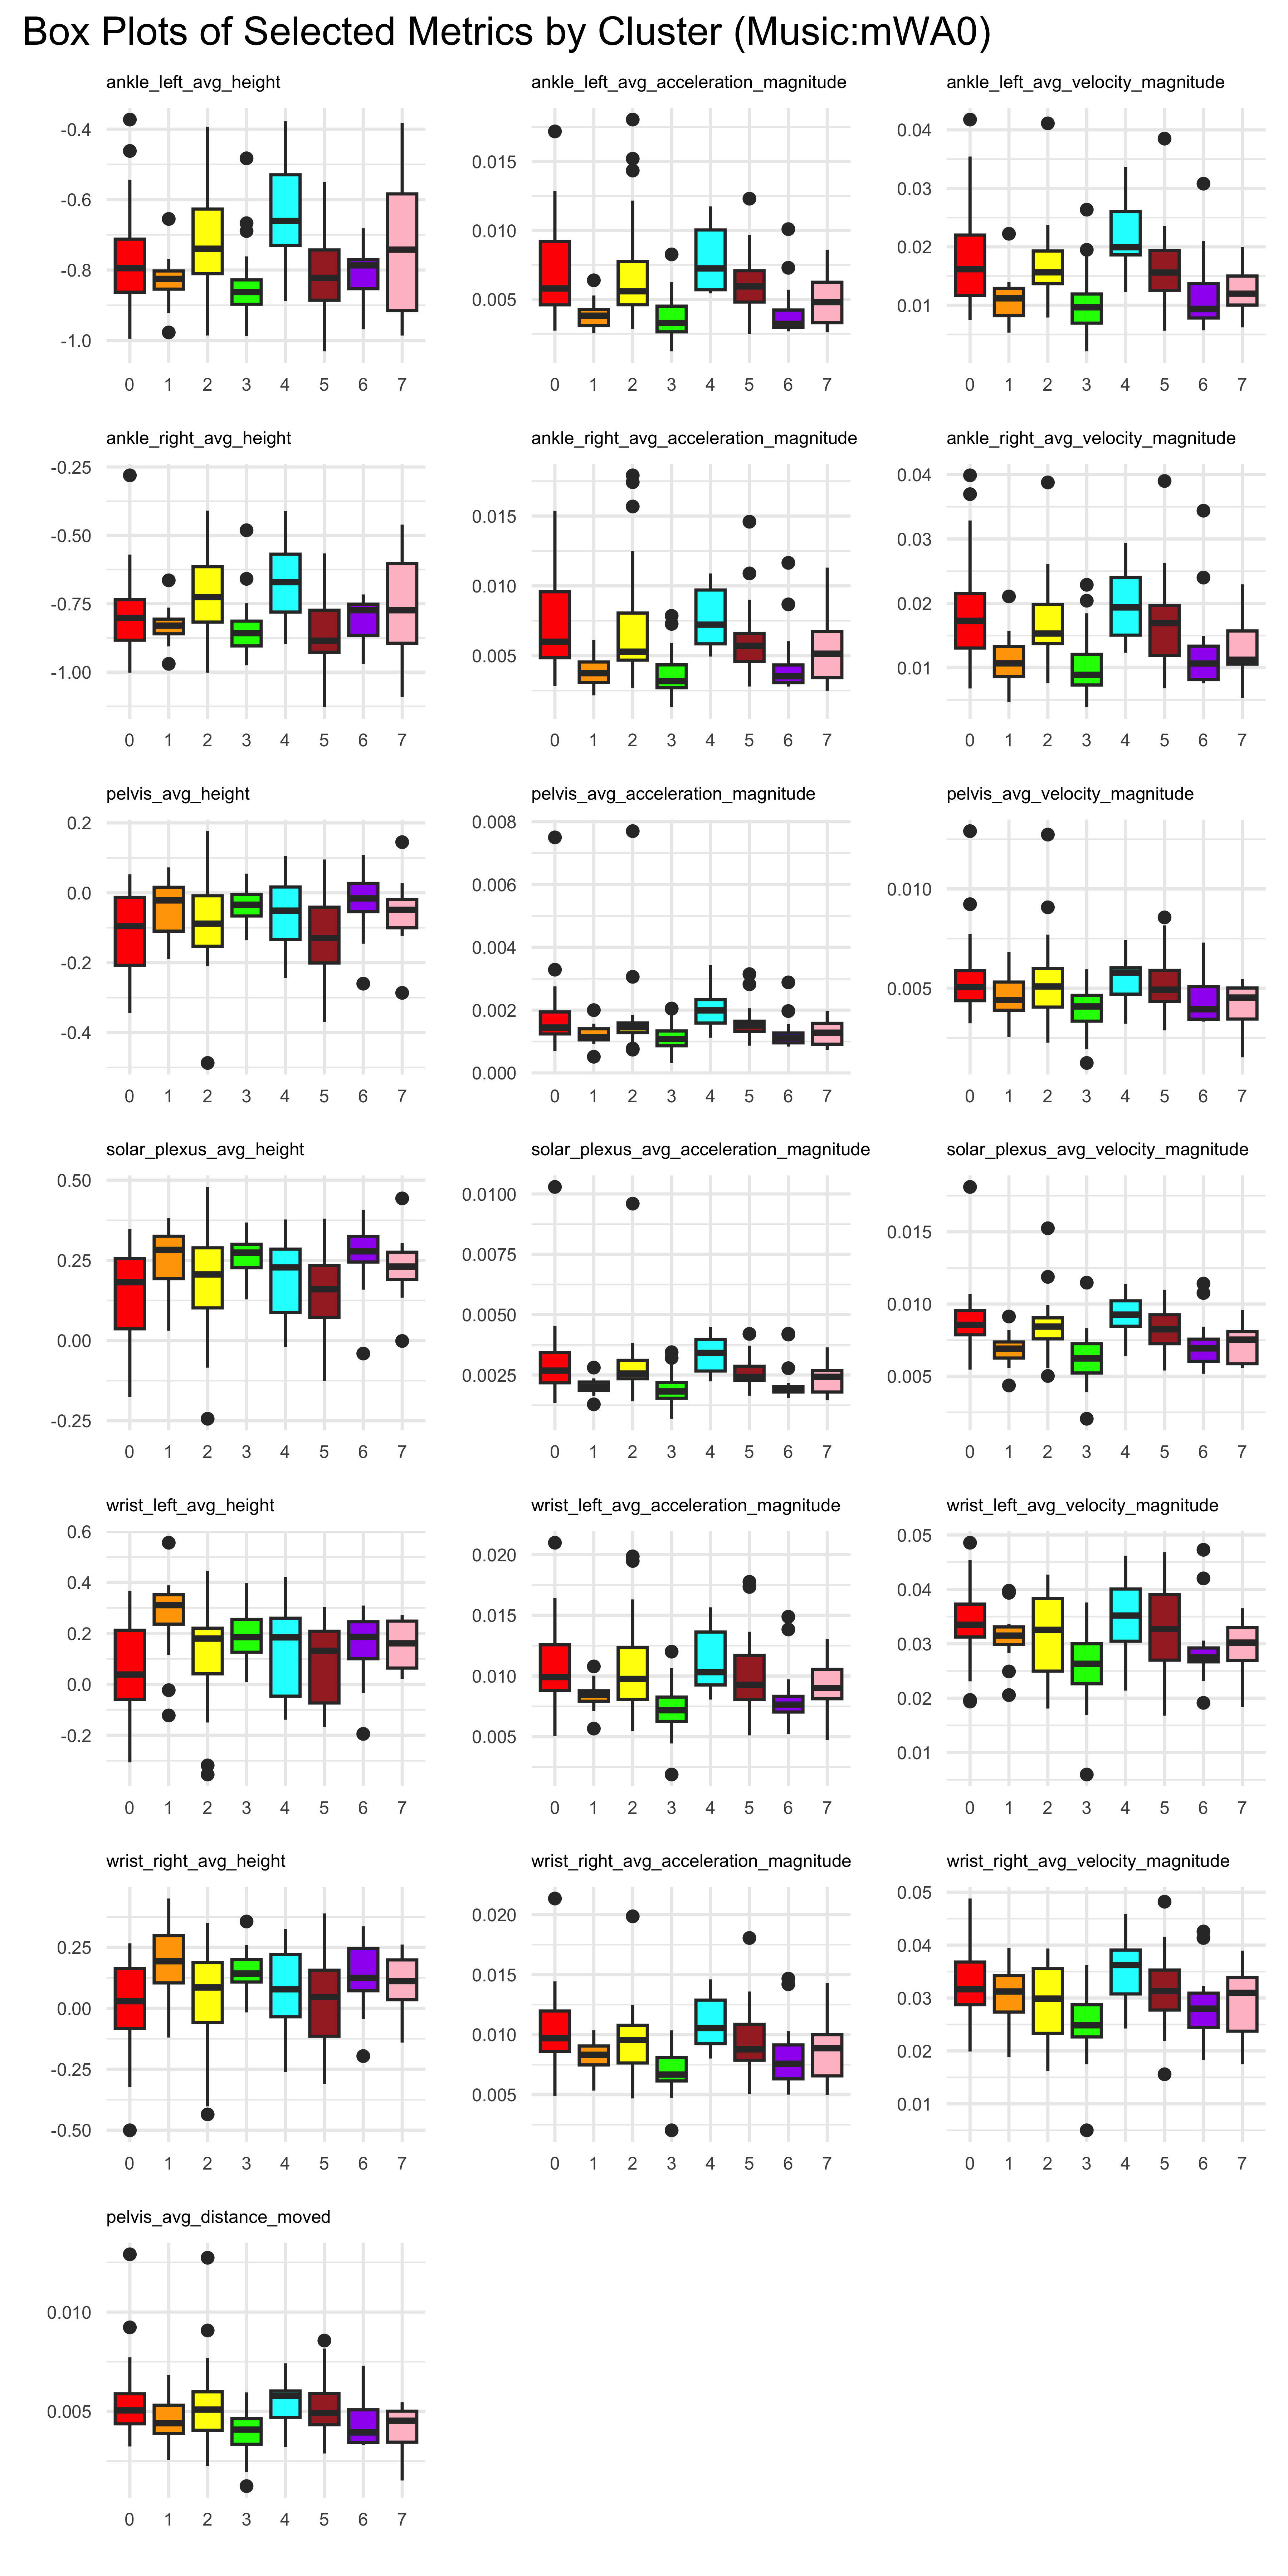 Box Plots of Selected Metrics by Cluster (Music:mWA0)
ankle_left_avg_height
ankle_left_avg_acceleration_magnitude
ankle_left_avg_velocity_magnitude
-0.4
-0.6
-0.8
-1.0
0 1 2 3 4 5 6 7
0.015
0.010
0.005
0 1 2 3 4 5 6 7
0.04
0.03
0.02
0.01
0 1 2 3 4 5 6 7
ankle_right_avg_height
ankle_right_avg_acceleration_magnitude
ankle_right_avg_velocity_magnitude
-0.25
-0.50
-0.75
-1.00
0 1 2 3 4 5 6 7
0.015
0.010
0.005
0 1 2 3 4 5 6 7
0.04
0.03
0.02
0.01
0 1 2 3 4 5 6 7
pelvis_avg_height
pelvis_avg_acceleration_magnitude
pelvis_avg_velocity_magnitude
0.2
0.0
-0.2
-0.4
0 1 2 3 4 5 6 7
0.008
0.006
0.004
0.002
0.000
0 1 2 3 4 5 6 7
0.010
0.005
0 1 2 3 4 5 6 7
solar_plexus_avg_height
solar_plexus_avg_acceleration_magnitude
solar_plexus_avg_velocity_magnitude
0.50
0.25
0.00
-0.25
0 1 2 3 4 5 6 7
0.0100
0.0075
0.0050
0.0025
0 1 2 3 4 5 6 7
0.015
0.010
0.005
0 1 2 3 4 5 6 7
wrist_left_avg_height
wrist_left_avg_acceleration_magnitude
wrist_left_avg_velocity_magnitude
0.6
0.4
0.2
0.0
-0.2
0 1 2 3 4 5 6 7
0.020
0.015
0.010
0.005
0 1 2 3 4 5 6 7
0.05
0.04
0.03
0.02
0.01
0 1 2 3 4 5 6 7
wrist_right_avg_height
wrist_right_avg_acceleration_magnitude
wrist_right_avg_velocity_magnitude
0.25
0.00
-0.25
-0.50
0 1 2 3 4 5 6 7
0.020
0.015
0.010
0.005
0 1 2 3 4 5 6 7
0.05
0.04
0.03
0.02
0.01
0 1 2 3 4 5 6 7
pelvis_avg_distance_moved
0.010
0.005
0 1 2 3 4 5 6 7